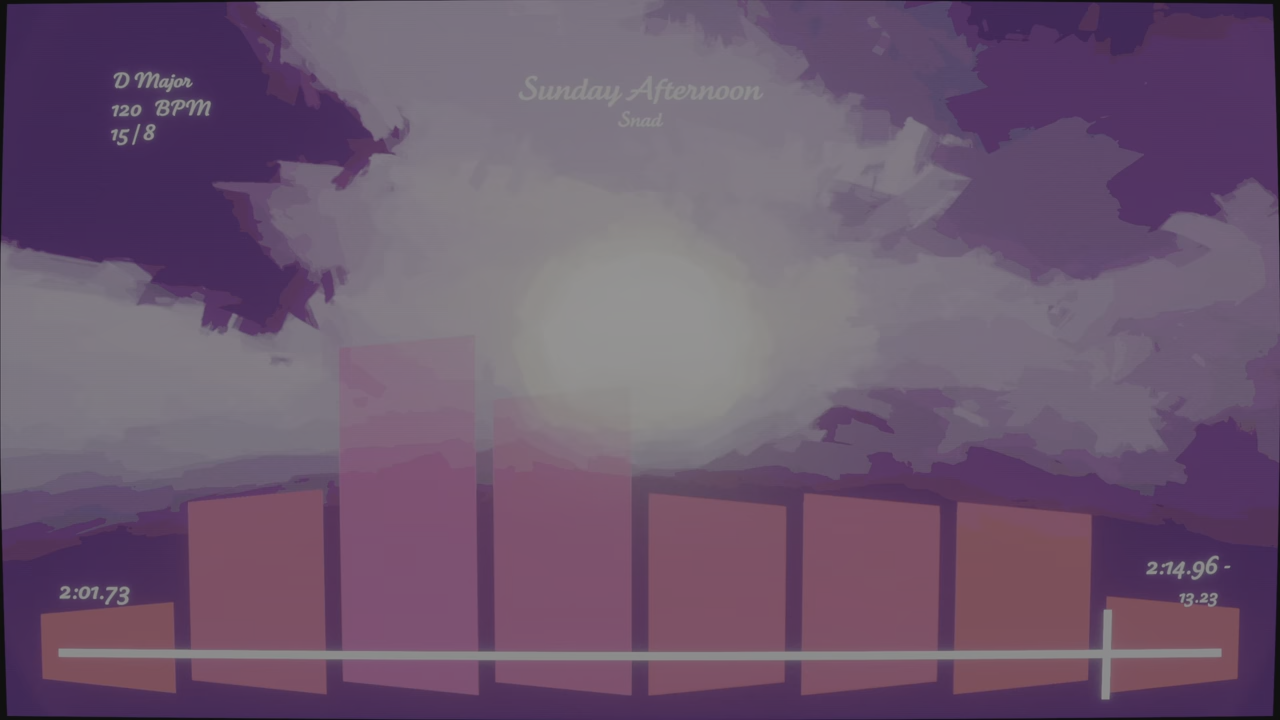 D Major
120 BPM
15/8
Sunday Afternoon
Snad
2:01.73
2:14.96 -
13.23